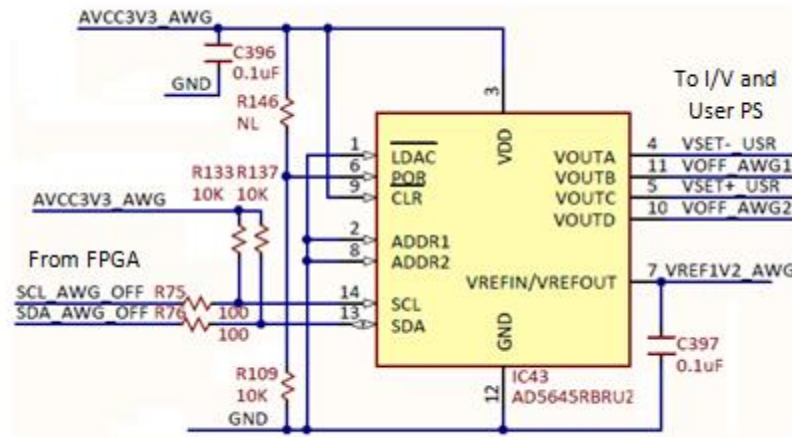 AVCC3V3_AWG
C396
0.1uF
GND
R146
NL
R133 R137
10K 10K
AVCC3V3_AWG
From FPGA
SCL_AWG_OFF R75
SDA_AWG_OFF R76
100
100
R109
10K
GND
1 LDAC
6 POR
9 CLR
2 ADDR1
8 ADDR2
14 SCL
13 SDA
3
VDD
GND
12
VOUTA 4 VSET-_USR
VOUTB 11 VOFF_AWG1
VOUTC 5 VSET+_USR
VOUTD 10 VOFF_AWG2
VREFIN/VREFOUT 7 VREF1V2_AWG
To I/V and
User PS
C397
0.1uF
IC43
AD5645RBRUZ